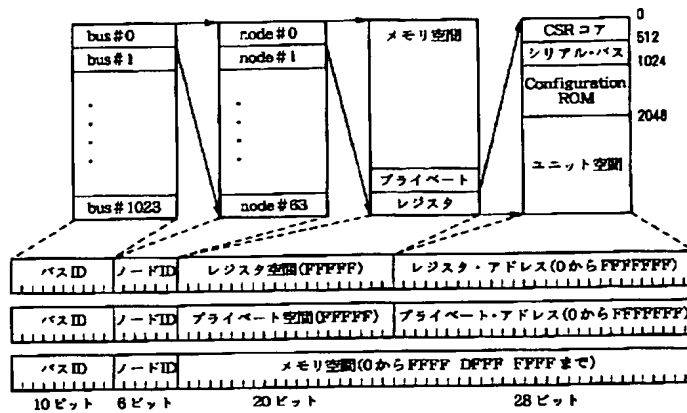 bus#0
bus#1
bus#1023
node#0
node#1
node#63
メモリ空間
プライベート
レジスタ
CSRコア
シリアル・バス
Configuration
ROM
ユニット空間
0
512
1024
2048
バスID
ノードID
レジスタ空間(FFFFF)
レジスタ・アドレス(0からFFFFFFF)
バスID
ノードID
プライベート空間(FFFFF)
プライベート・アドレス(0からFFFFFFF)
バスID
ノードID
メモリ空間(0からFFFF DFFF FFFFまで)
10ビット
6ビット
20ビット
28ビット